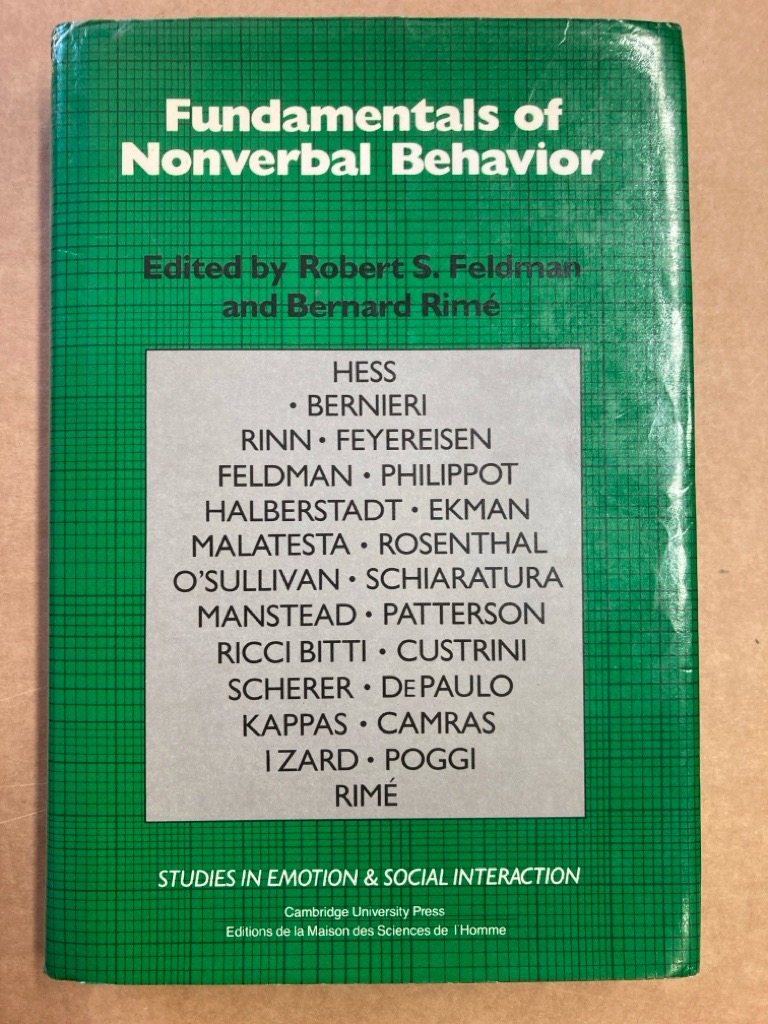 Fundamentals of
Nonverbal Behavior
Edited by Robert S. Feldman
and Bernard Rimé
HESS
• BERNIERI
RINN • FEYEREISEN
FELDMAN • PHILIPPOT
HALBERSTADT • EKMAN
MALATESTA • ROSENTHAL
O'SULLIVAN • SCHIARATURA
MANSTEAD • PATTERSON
RICCI BITTI • CUSTRINI
SCHERER • DEPAULO
KAPPAS • CAMRAS
IZARD • POGGI
RIMÉ
STUDIES IN EMOTION & SOCIAL INTERACTION
Cambridge University Press
Editions de la Maison des Sciences de l'Homme